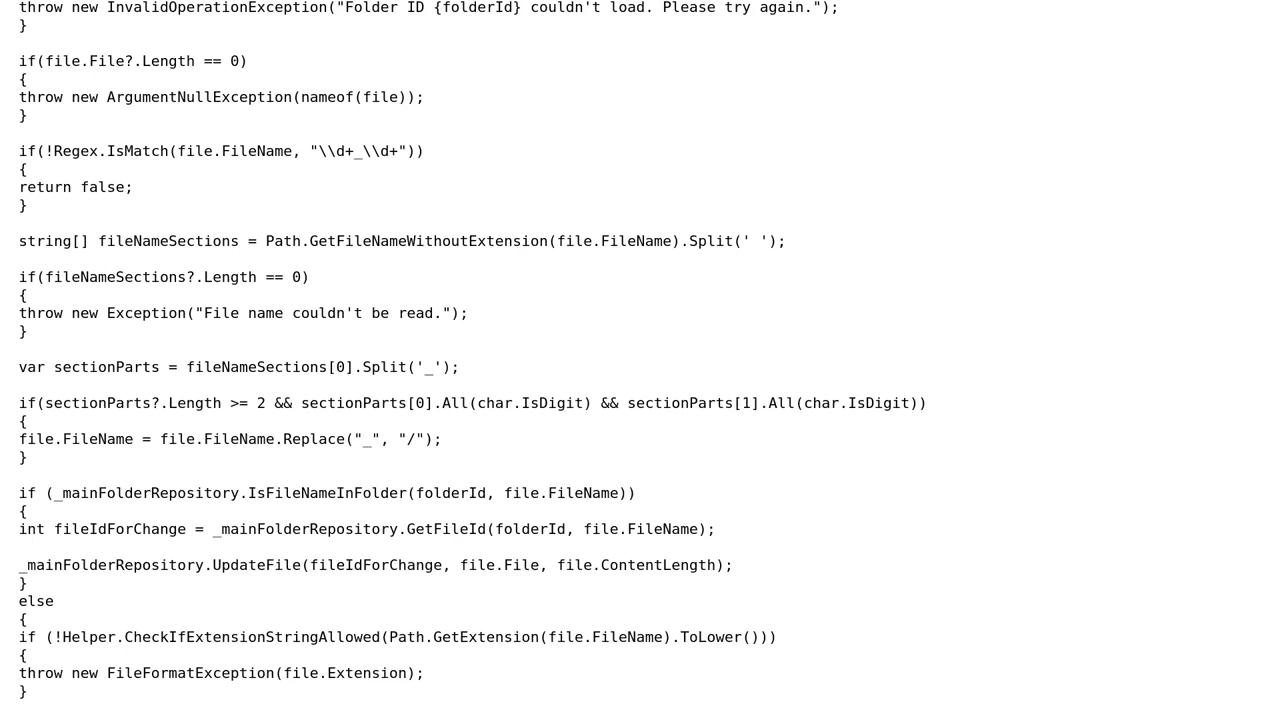 throw new InvalidOperationException("Folder ID {folderId} couldn't load. Please try again.");
}
if(file.File?.Length == 0)
{
throw new ArgumentNullException(nameof(file));
}
if(!Regex.IsMatch(file.FileName, "\\d+_\\d+"))
{
return false;
}
string[] fileNameSections = Path.GetFileNameWithoutExtension(file.FileName).Split(' ');
if(fileNameSections?.Length == 0)
{
throw new Exception("File name couldn't be read.");
}
var sectionParts = fileNameSections[0].Split('_');
if(sectionParts?.Length >= 2 && sectionParts[0].All(char.IsDigit) && sectionParts[1].All(char.IsDigit))
{
file.FileName = file.FileName.Replace("_", "/");
}
if (_mainFolderRepository.IsFileNameInFolder(folderId, file.FileName))
{
int fileIdForChange = _mainFolderRepository.GetFileId(folderId, file.FileName);
_mainFolderRepository.UpdateFile(fileIdForChange, file.File, file.ContentLength);
}
else
{
if (!Helper.CheckIfExtensionStringAllowed(Path.GetExtension(file.FileName).ToLower()))
{
throw new FileFormatException(file.Extension);
}